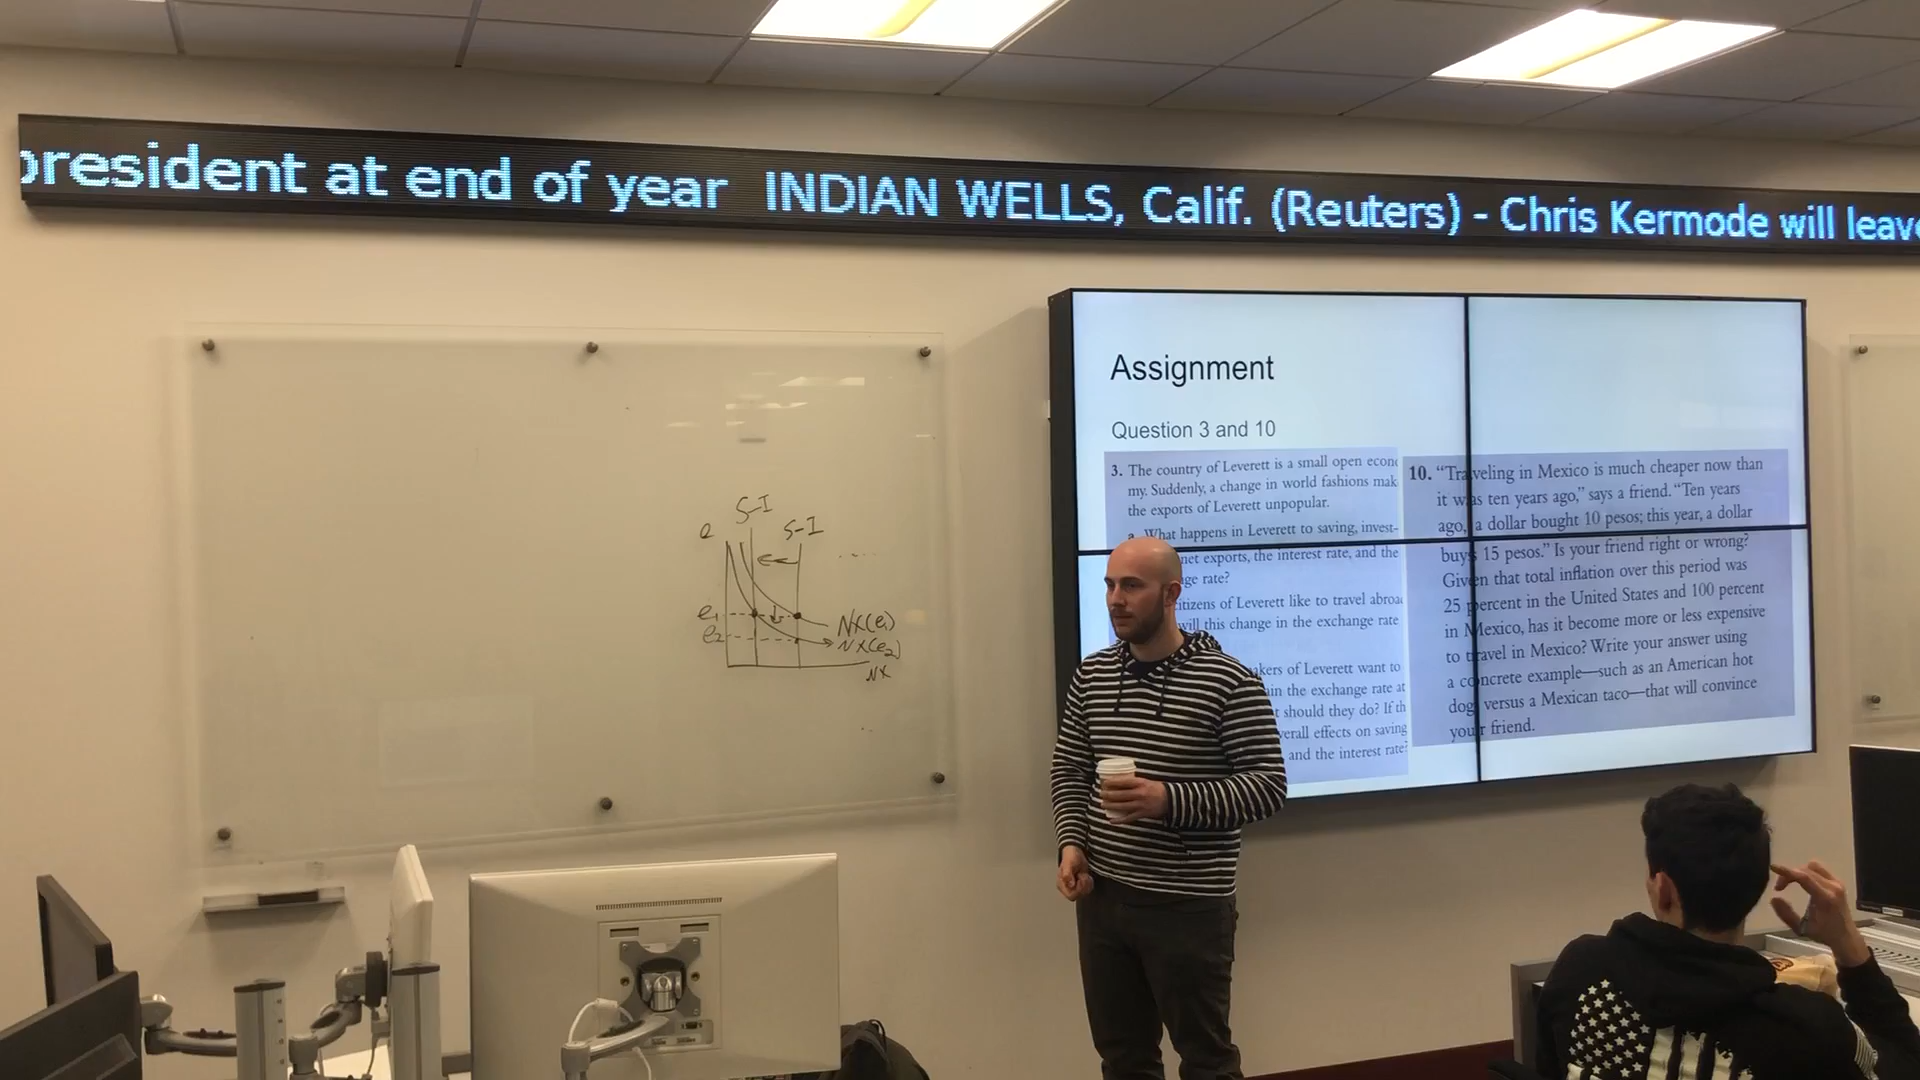 president at end of year INDIAN WELLS, Calif. (Reuters) - Chris Kermode will leave
S-I
e
S-I
e1
e2
NX(e1)
NX(e2)
NX
Assignment
Question 3 and 10
3. The country of Leverett is a small open econo
my. Suddenly, a change in world fashions mak
the exports of Leverett unpopular.
a. What happens in Leverett to saving, invest-
net exports, the interest rate, and the
ge rate?
citizens of Leverett like to travel abroa
will this change in the exchange rate
akers of Leverett want to
ain the exchange rate at
t should they do? If th
verall effects on saving
and the interest rate?
10. “Traveling in Mexico is much cheaper now than
it was ten years ago,” says a friend. “Ten years
ago, a dollar bought 10 pesos; this year, a dollar
buys 15 pesos.” Is your friend right or wrong?
Given that total inflation over this period was
25 percent in the United States and 100 percent
in Mexico, has it become more or less expensive
to travel in Mexico? Write your answer using
a concrete example—such as an American hot
dog versus a Mexican taco—that will convince
your friend.